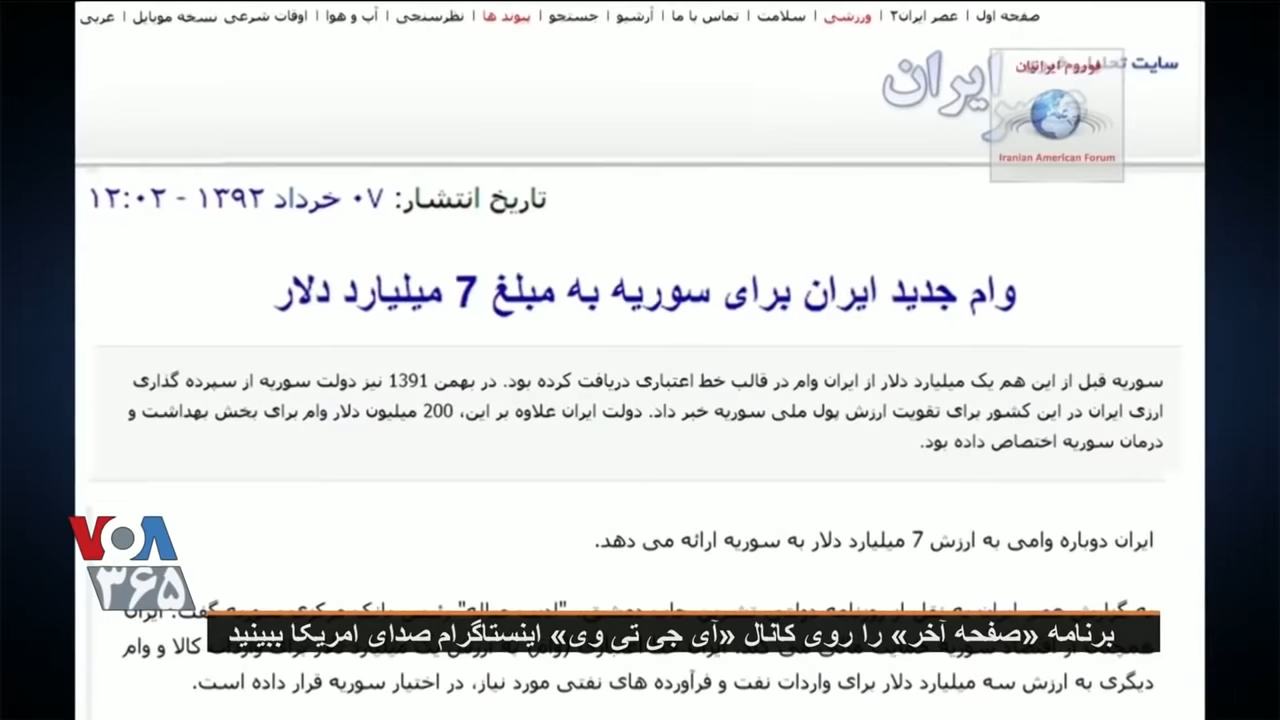 صفحه اول | عصر ایران۲ | ورزشی | سلامت | تماس با ما | آرشیو | جستجو | پیوند ها | نظرسنجی | آب و هوا | اوقات شرعی نسخه موبایل | عربی
سایت
ایران
فوروم ایرانیان
Iranian American Forum
تاریخ انتشار: ۰۷ خرداد ۱۳۹۲ - ۱۲:۰۲
وام جدید ایران برای سوریه به مبلغ 7 میلیارد دلار
سوریه قبل از این هم یک میلیارد دلار از ایران وام در قالب خط اعتباری دریافت کرده بود. در بهمن 1391 نیز دولت سوریه از سپرده گذاری
ارزی ایران در این کشور برای تقویت ارزش پول ملی سوریه خبر داد. دولت ایران علاوه بر این، 200 میلیون دلار وام برای بخش بهداشت و
درمان سوریه اختصاص داده بود.
ایران دوباره وامی به ارزش 7 میلیارد دلار به سوریه ارائه می دهد.
VOA
۳۶۵
برنامه «صفحه آخر» را روی کانال «آی جی تی وی» اینستاگرام صدای امریکا ببینید
کالا و وام
دیگری به ارزش سه میلیارد دلار برای واردات نفت و فرآورده های نفتی مورد نیاز، در اختیار سوریه قرار داده است.